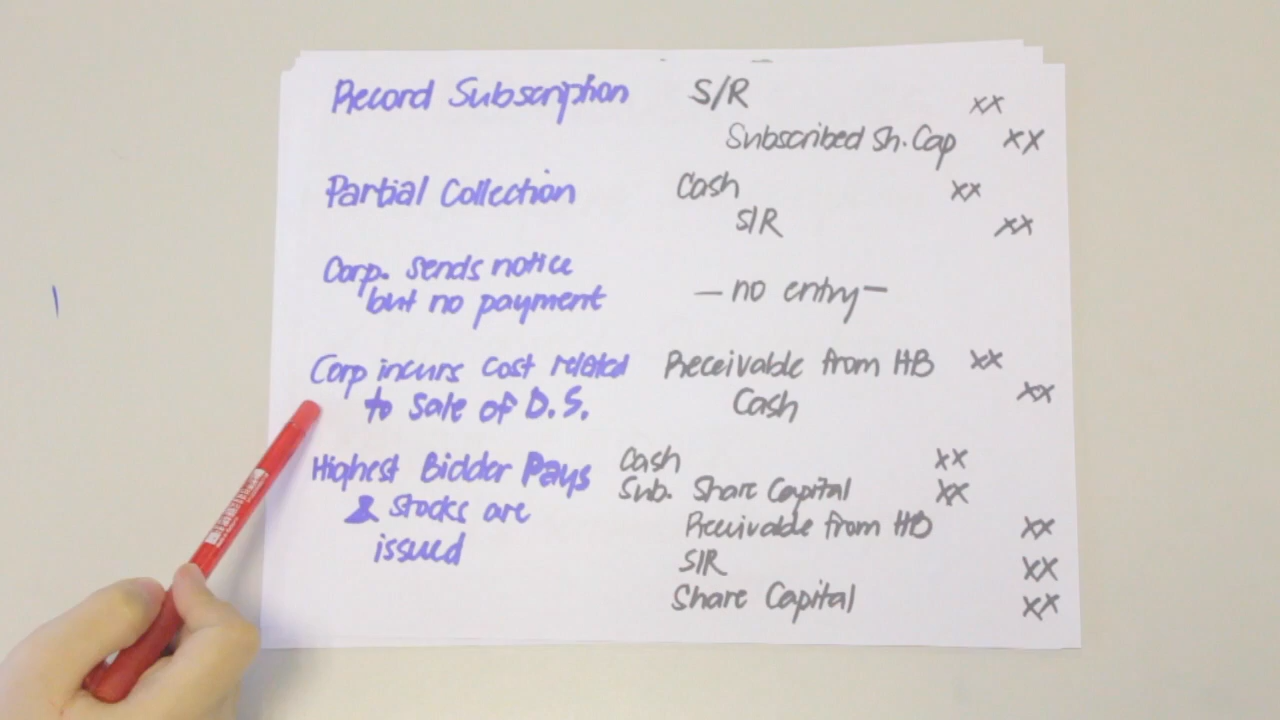 Record Subscription S/R xx
Subscribed Sh. Cap xx
Partial Collection Cash xx
S/R xx
Corp. sends notice
but no payment — no entry —
Corp incurs cost related Receivable from HB xx
to sale of D.S. Cash xx
Highest Bidder Pays Cash xx
& stocks are Sub. Share Capital xx
issued Receivable from HB xx
S/R xx
Share Capital xx